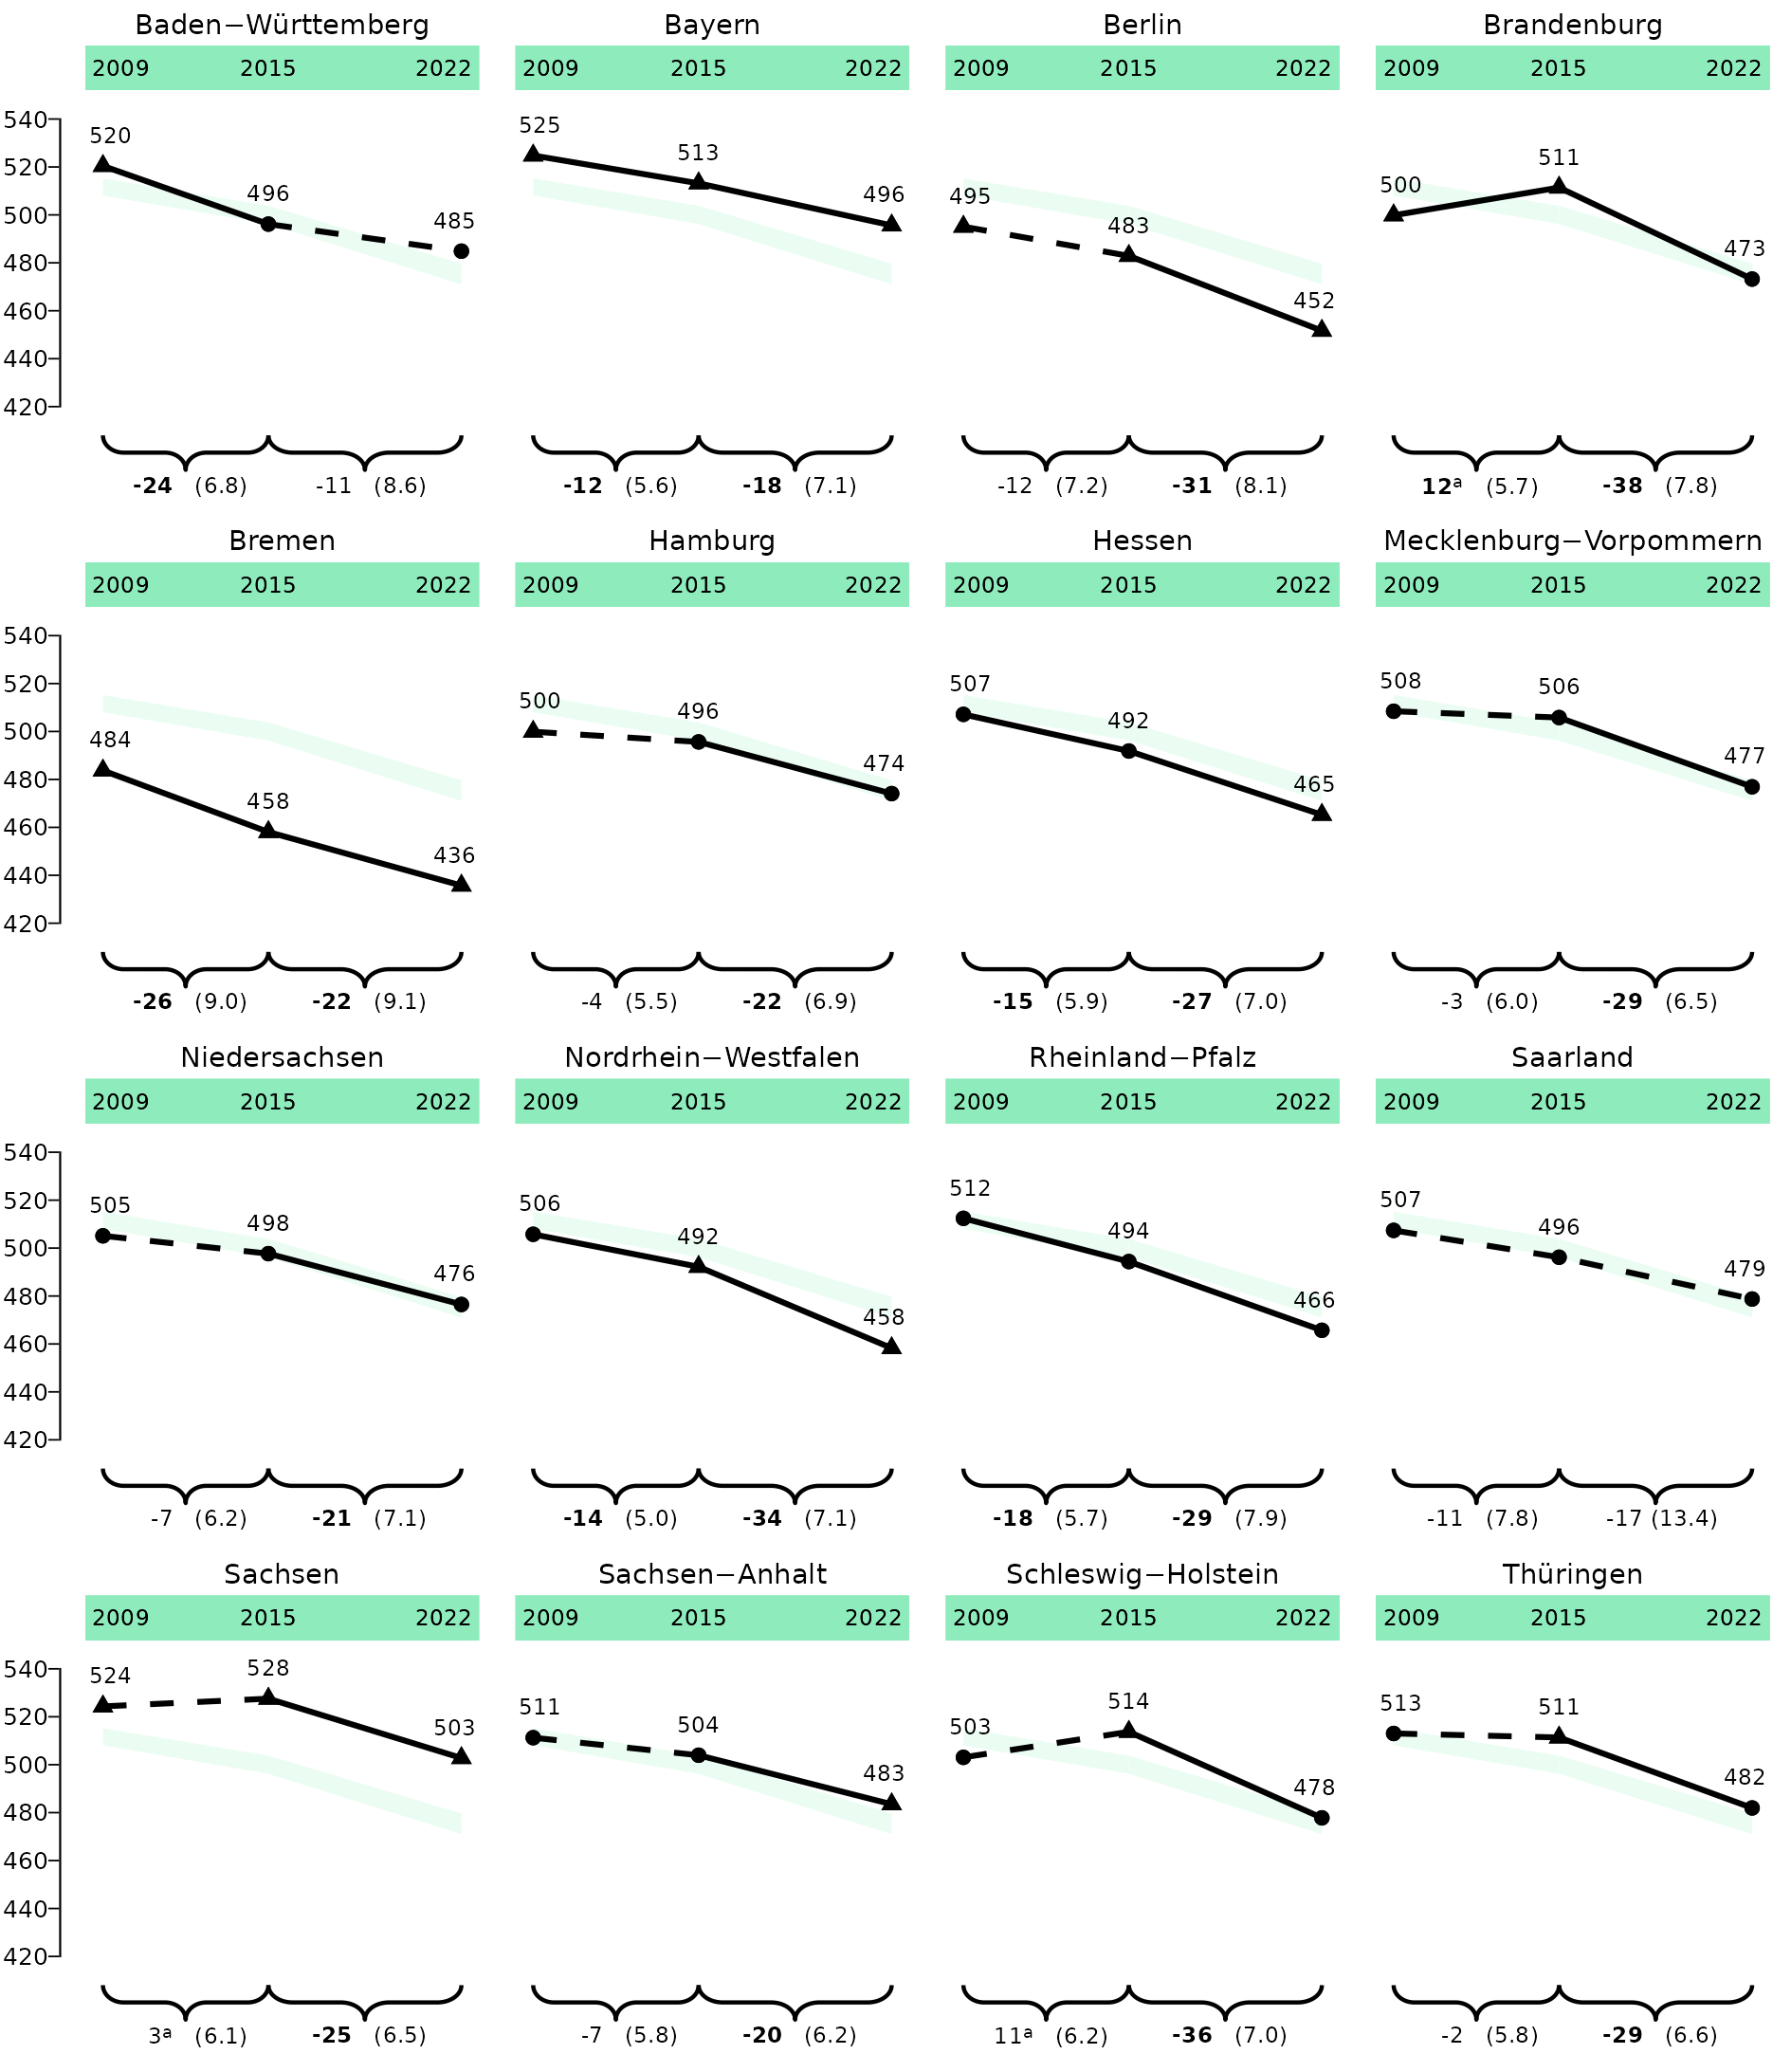 Baden−Württemberg Bayern Berlin Brandenburg
2009 2015 2022 2009 2015 2022 2009 2015 2022 2009 2015 2022
540
520
500
480
460
440
420
520 496 485
525 513 496
495 483 452
500 511 473
-24 (6.8) -11 (8.6) -12 (5.6) -18 (7.1) -12 (7.2) -31 (8.1) 12ª (5.7) -38 (7.8)
Bremen Hamburg Hessen Mecklenburg−Vorpommern
2009 2015 2022 2009 2015 2022 2009 2015 2022 2009 2015 2022
540
520
500
480
460
440
420
484 458 436
500 496 474
507 492 465
508 506 477
-26 (9.0) -22 (9.1) -4 (5.5) -22 (6.9) -15 (5.9) -27 (7.0) -3 (6.0) -29 (6.5)
Niedersachsen Nordrhein−Westfalen Rheinland−Pfalz Saarland
2009 2015 2022 2009 2015 2022 2009 2015 2022 2009 2015 2022
540
520
500
480
460
440
420
505 498 476
506 492 458
512 494 466
507 496 479
-7 (6.2) -21 (7.1) -14 (5.0) -34 (7.1) -18 (5.7) -29 (7.9) -11 (7.8) -17 (13.4)
Sachsen Sachsen−Anhalt Schleswig−Holstein Thüringen
2009 2015 2022 2009 2015 2022 2009 2015 2022 2009 2015 2022
540
520
500
480
460
440
420
524 528 503
511 504 483
503 514 478
513 511 482
3ª (6.1) -25 (6.5) -7 (5.8) -20 (6.2) 11ª (6.2) -36 (7.0) -2 (5.8) -29 (6.6)